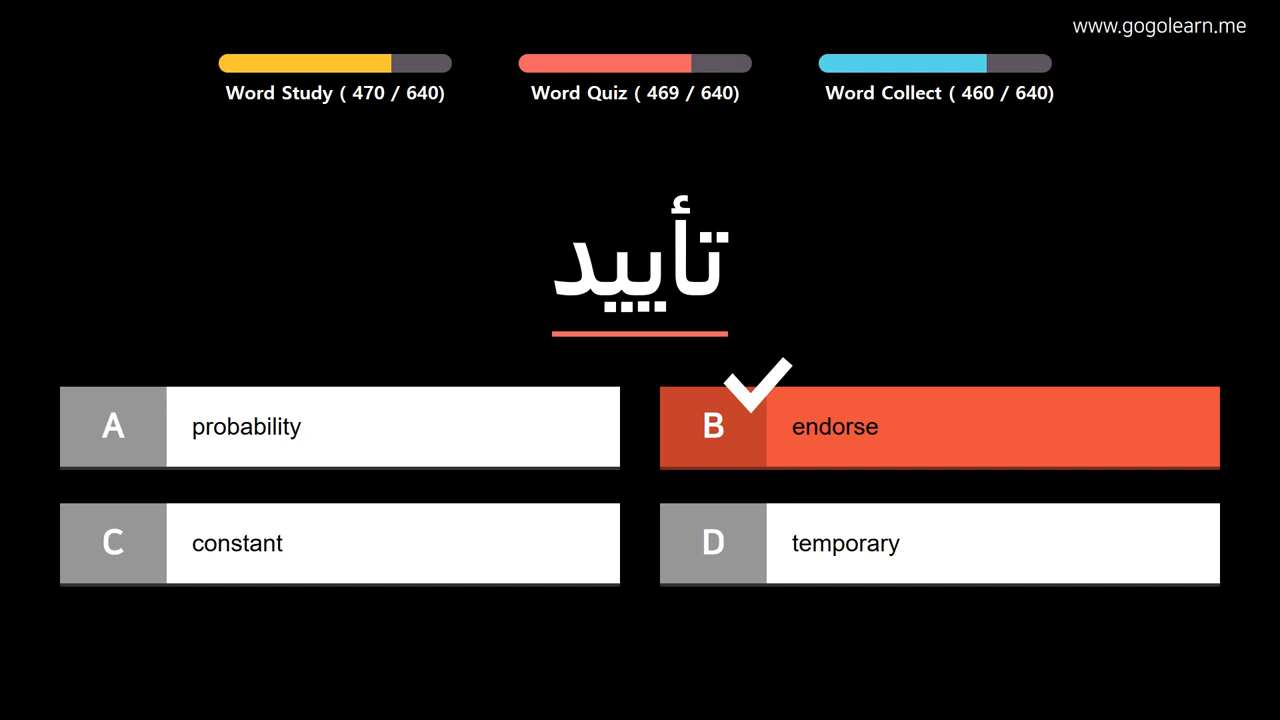 www.gogolearn.me
Word Study ( 470 / 640)
Word Quiz ( 469 / 640)
Word Collect ( 460 / 640)
تأييد
A probability
B endorse
C constant
D temporary